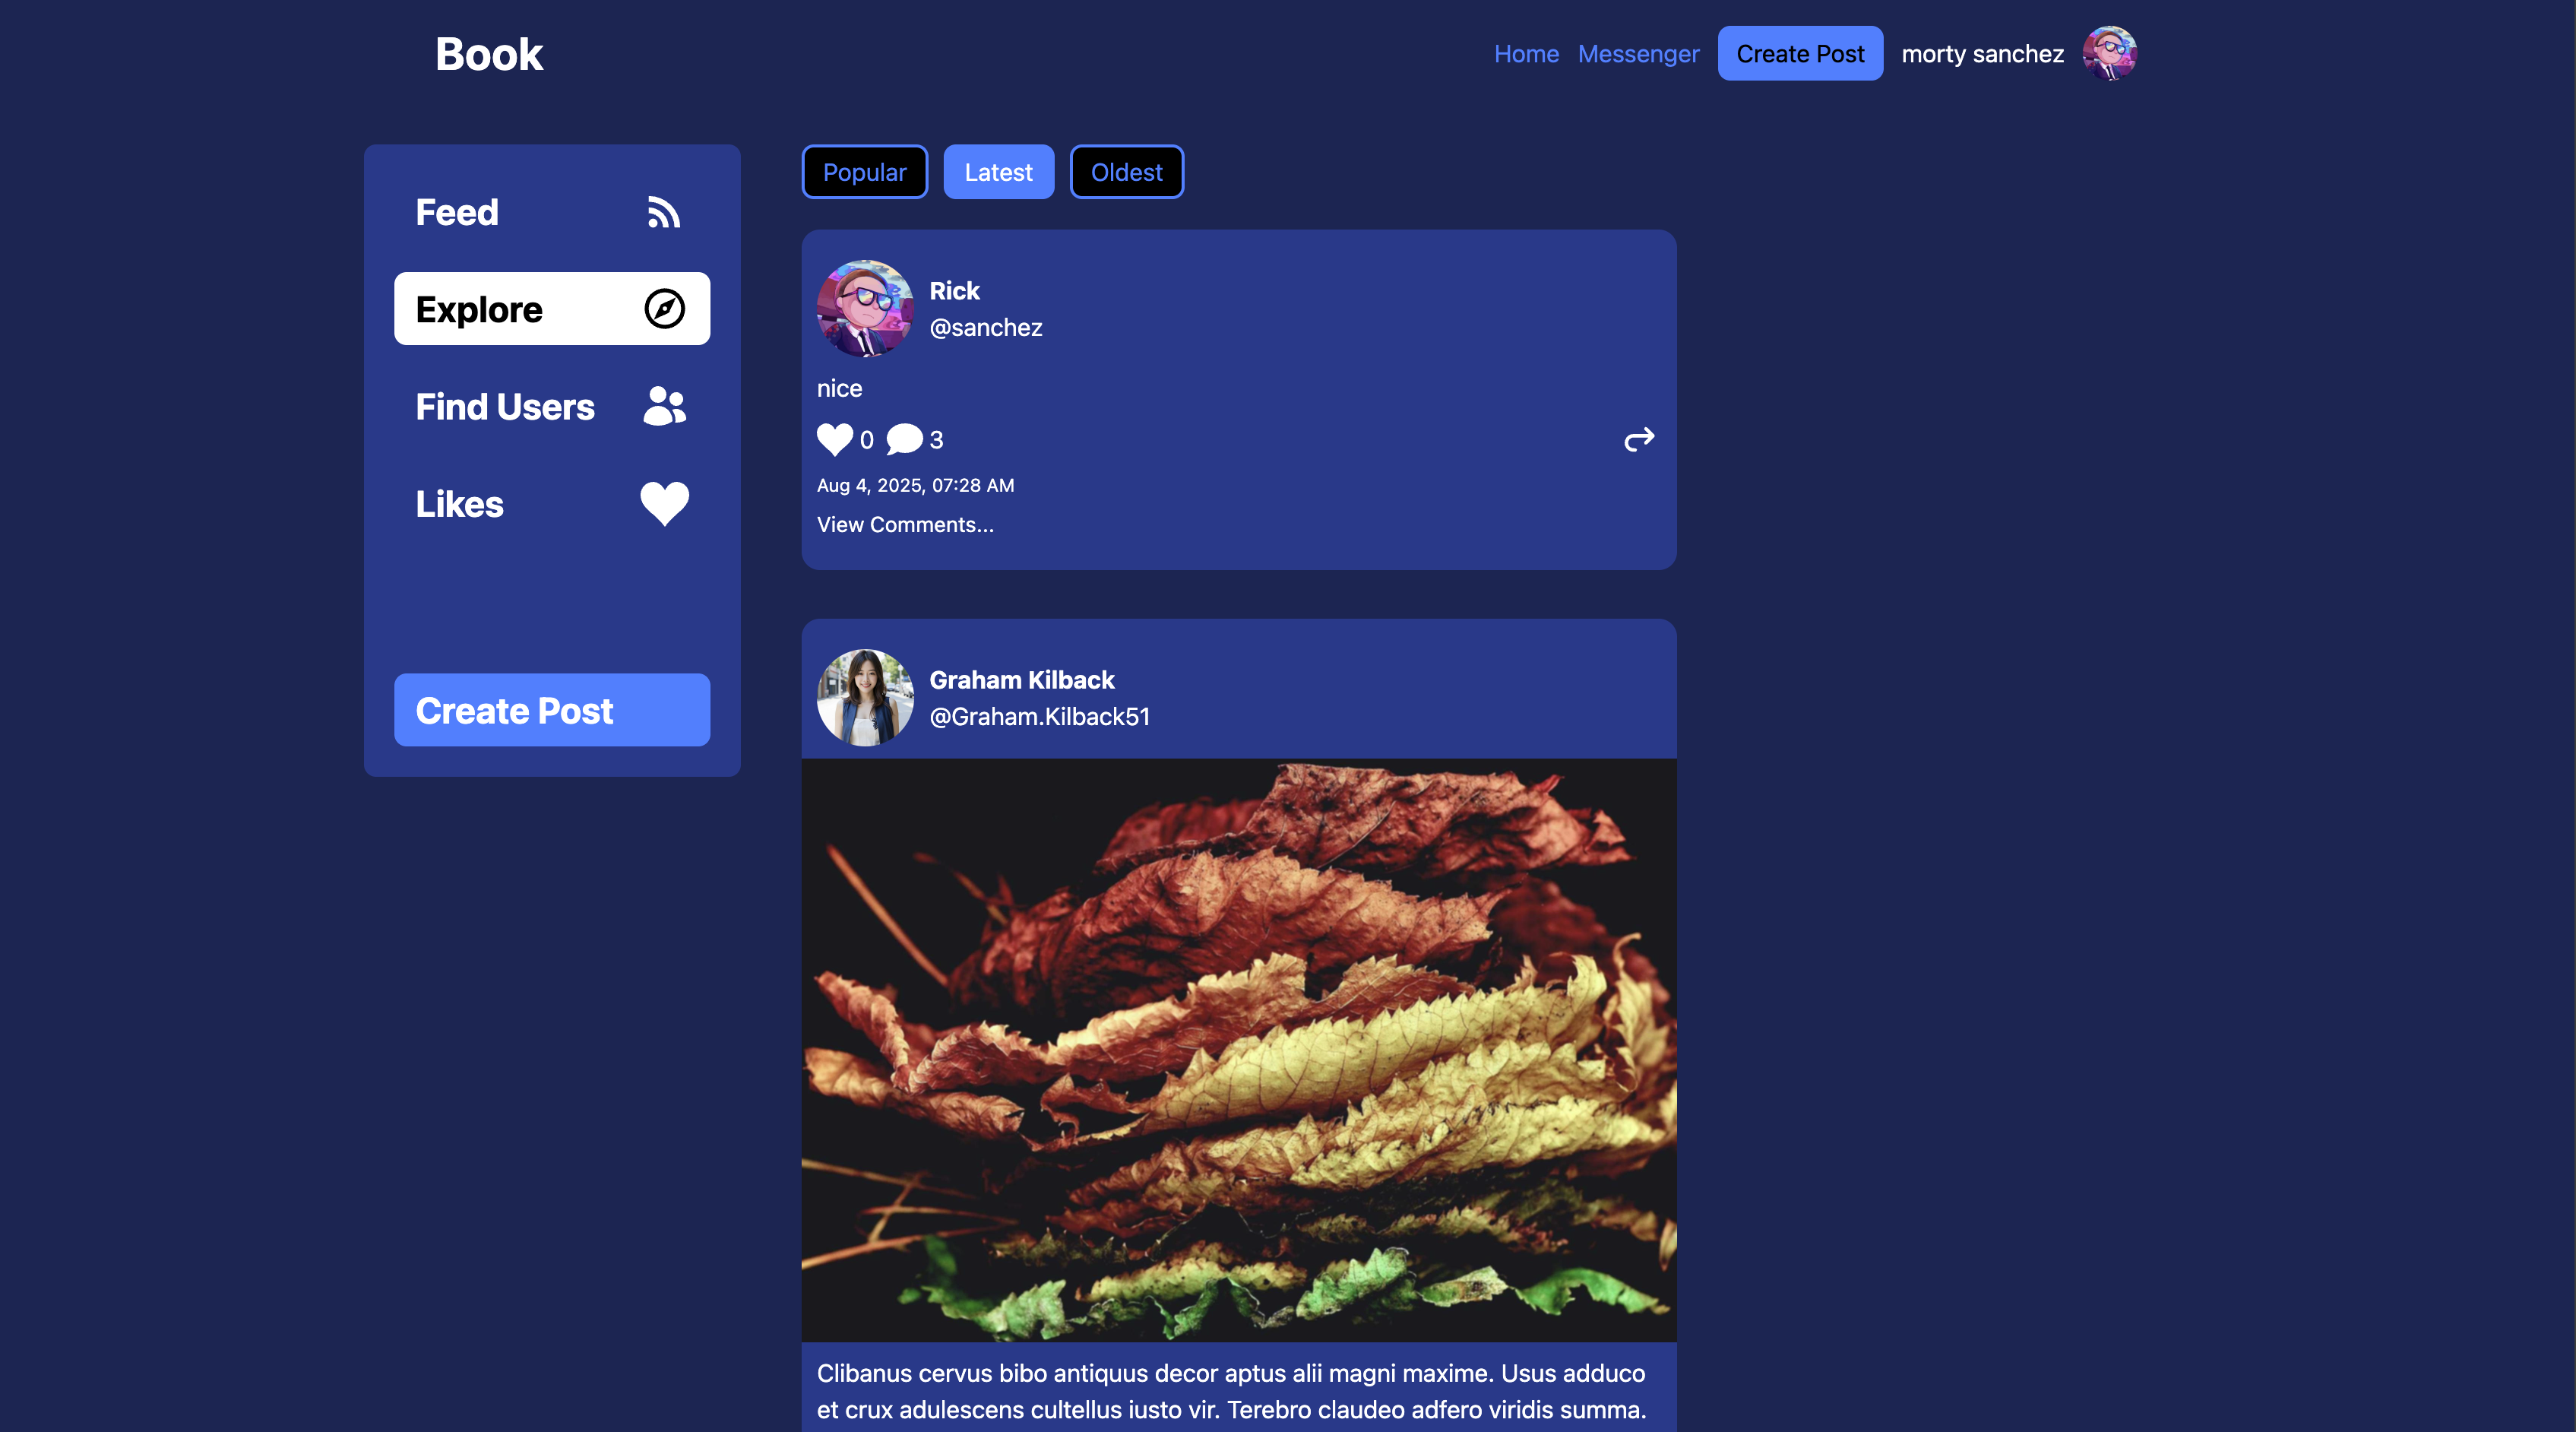 Book
Home Messenger Create Post morty sanchez
Feed
Explore
Find Users
Likes
Create Post
Popular Latest Oldest
Rick
@sanchez
nice
0 3
Aug 4, 2025, 07:28 AM
View Comments...
Graham Kilback
@Graham.Kilback51
Clibanus cervus bibo antiquus decor aptus alii magni maxime. Usus adduco
et crux adulescens cultellus iusto vir. Terebro claudeo adfero viridis summa.